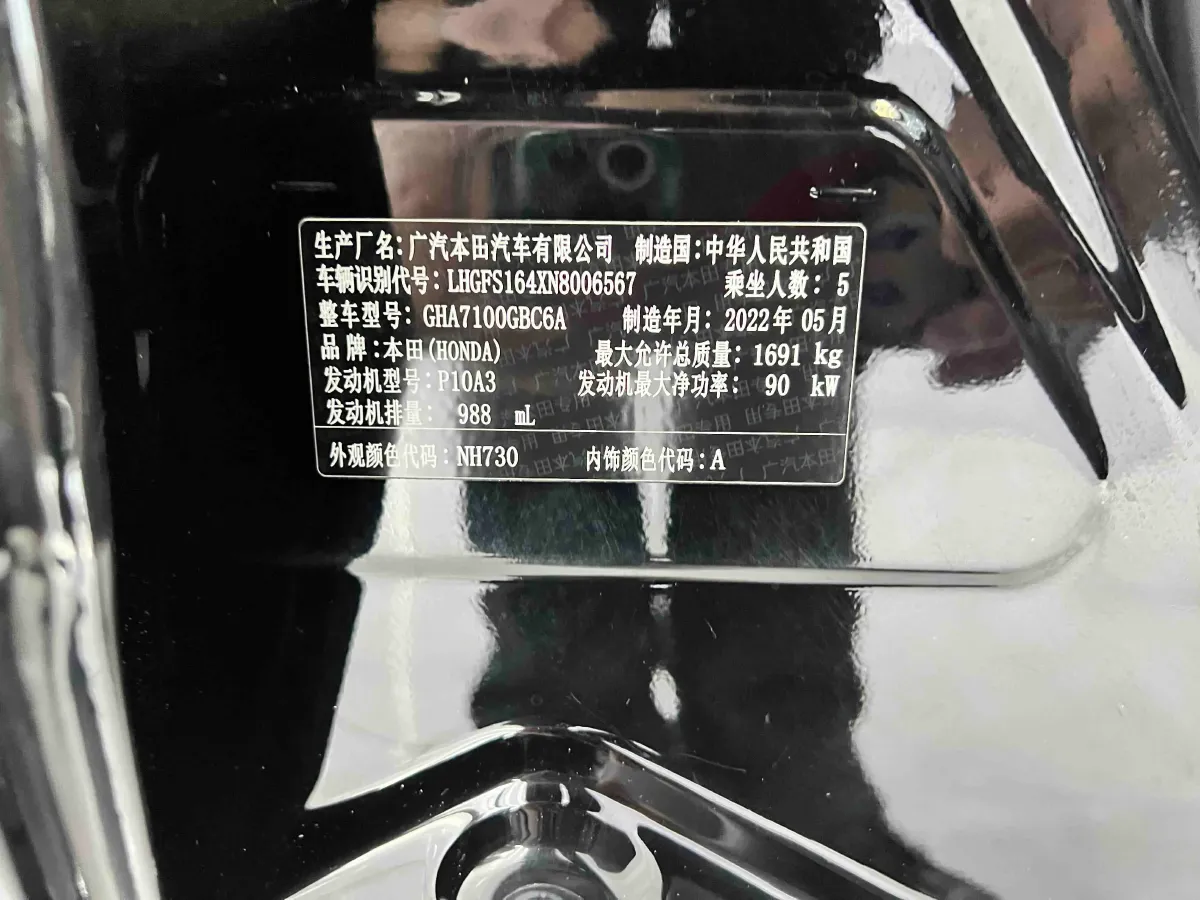 生产厂名：广汽本田汽车有限公司 制造国：中华人民共和国
车辆识别代号：LHGFS164XN8006567 乘坐人数：5
整车型号：GHA7100GBC6A 制造年月：2022年05月
品牌：本田(HONDA) 最大允许总质量：1691 kg
发动机型号：P10A3 发动机最大净功率：90 kW
发动机排量：988 mL
外观颜色代码：NH730 内饰颜色代码：A